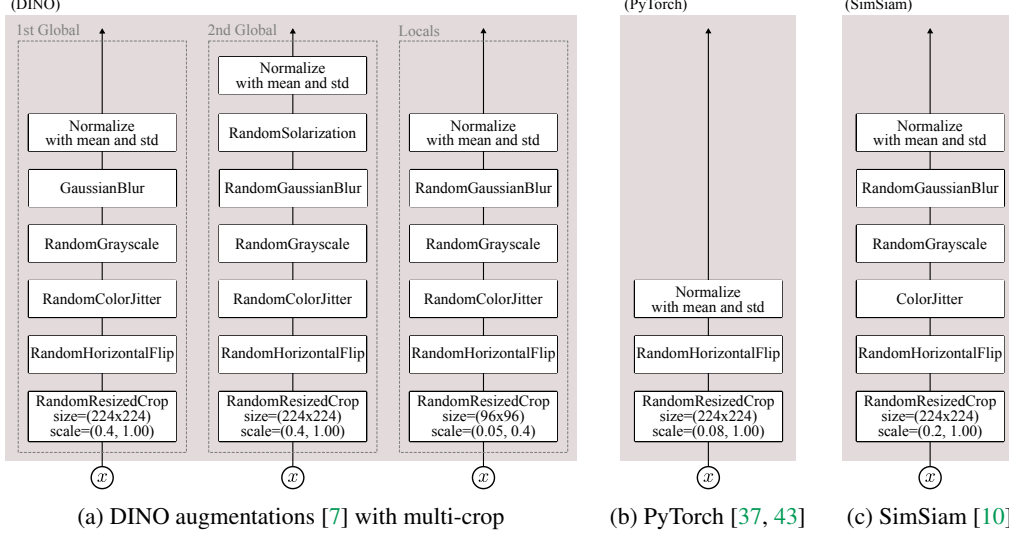 (DINO)
1st Global
Normalize
with mean and std
GaussianBlur
RandomGrayscale
RandomColorJitter
RandomHorizontalFlip
RandomResizedCrop
size=(224x224)
scale=(0.4, 1.00)
x
2nd Global
Normalize
with mean and std
RandomSolarization
RandomGaussianBlur
RandomGrayscale
RandomColorJitter
RandomHorizontalFlip
RandomResizedCrop
size=(224x224)
scale=(0.4, 1.00)
x
Locals
Normalize
with mean and std
RandomGaussianBlur
RandomGrayscale
RandomColorJitter
RandomHorizontalFlip
RandomResizedCrop
size=(96x96)
scale=(0.05, 0.4)
x
(a) DINO augmentations [7] with multi-crop
(PyTorch)
Normalize
with mean and std
RandomHorizontalFlip
RandomResizedCrop
size=(224x224)
scale=(0.08, 1.00)
x
(b) PyTorch [37, 43]
(SimSiam)
Normalize
with mean and std
RandomGaussianBlur
RandomGrayscale
ColorJitter
RandomHorizontalFlip
RandomResizedCrop
size=(224x224)
scale=(0.2, 1.00)
x
(c) SimSiam [10]